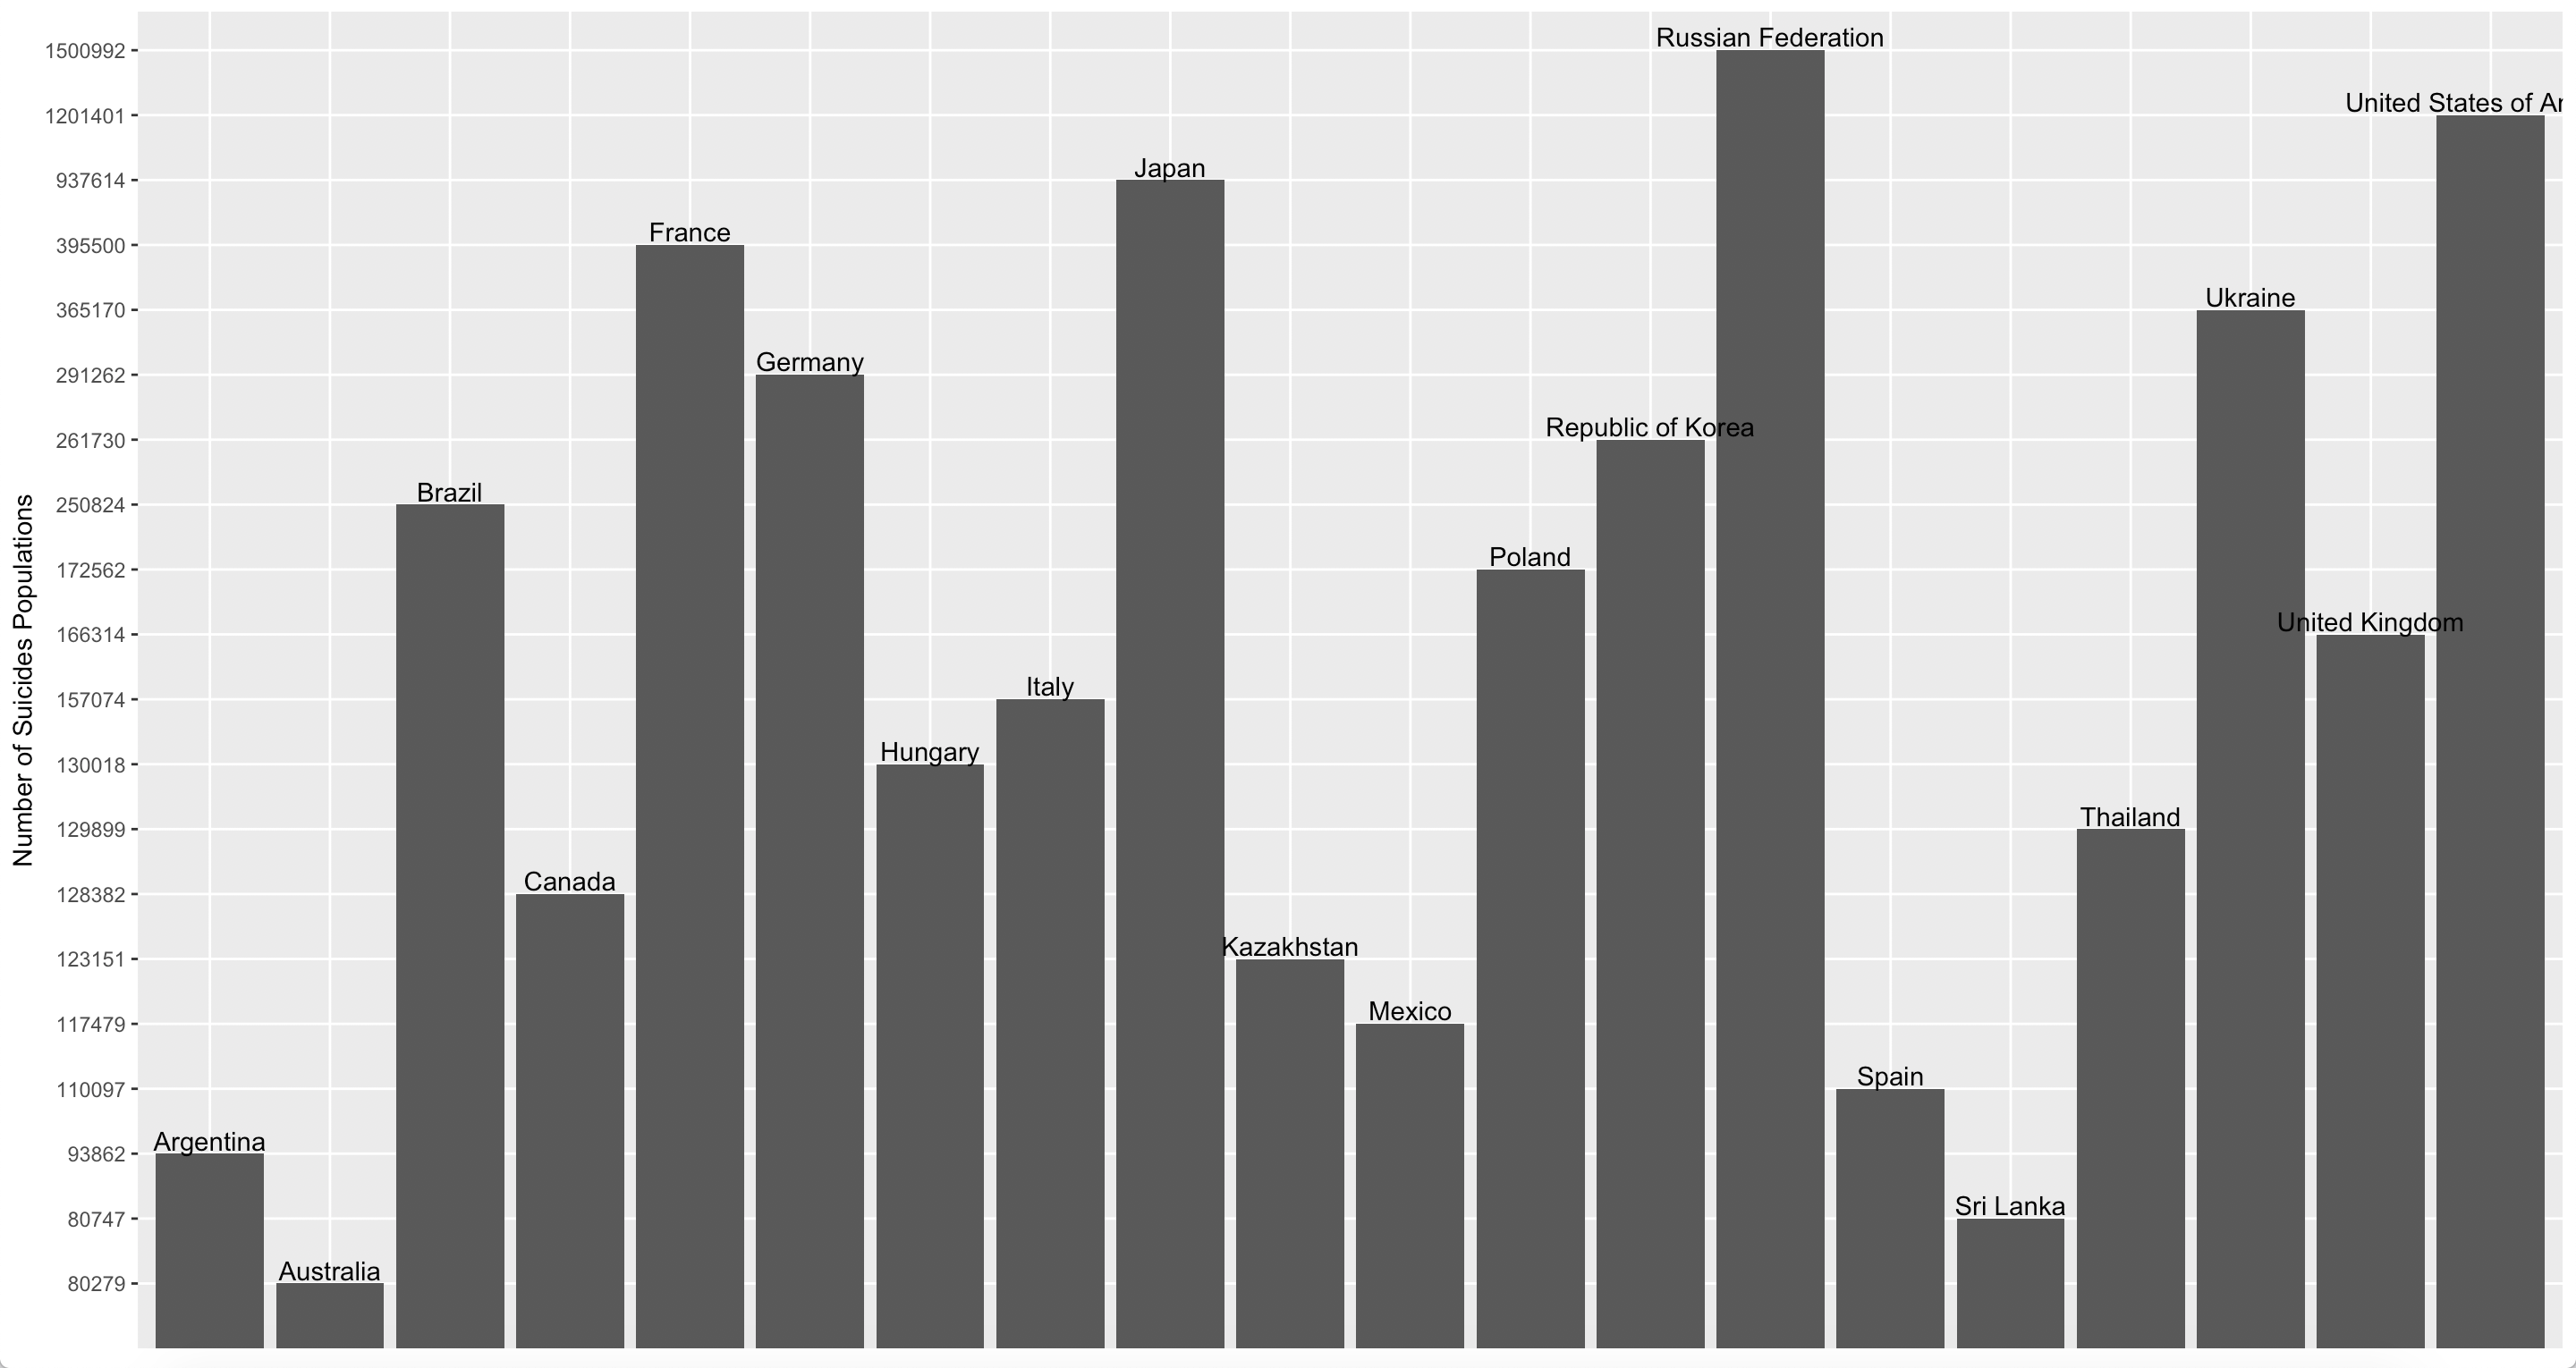 Number of Suicides Populations
1500992
1201401
937614
395500
365170
291262
261730
250824
172562
166314
157074
130018
129899
128382
123151
117479
110097
93862
80747
80279
Argentina
Australia
Brazil
Canada
France
Germany
Hungary
Italy
Japan
Kazakhstan
Mexico
Poland
Republic of Korea
Russian Federation
Spain
Sri Lanka
Thailand
Ukraine
United Kingdom
United States of